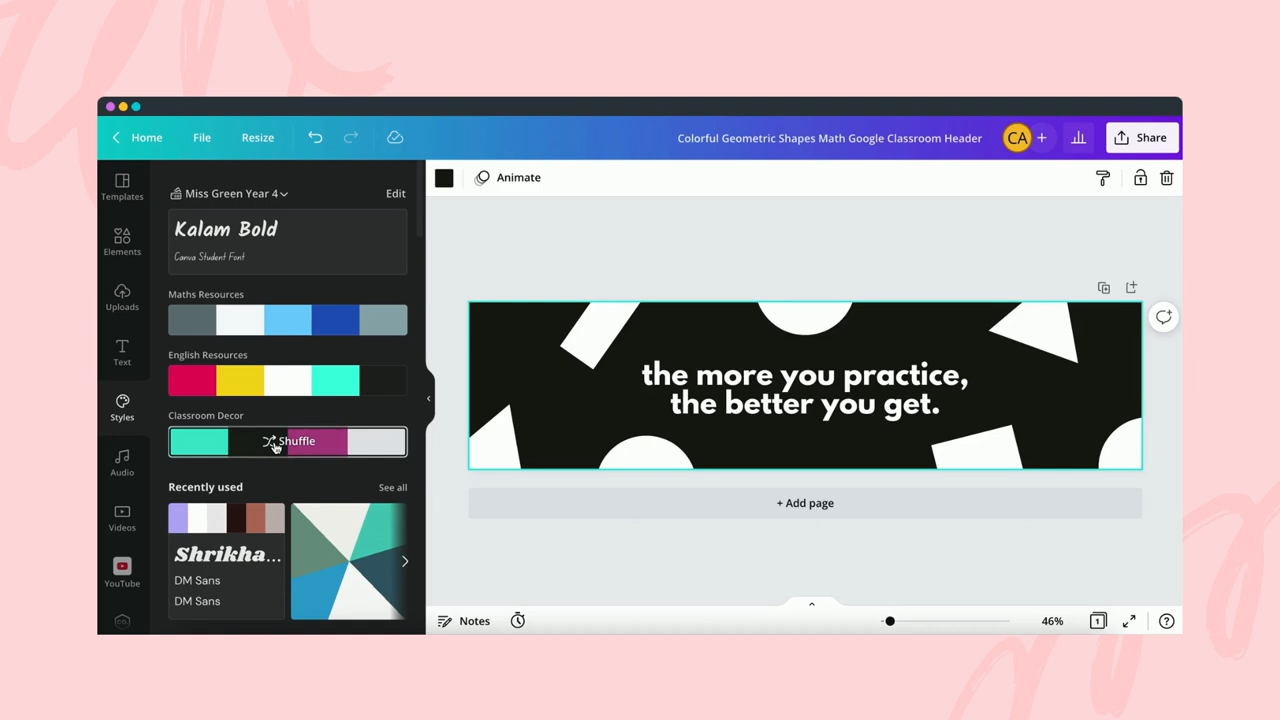 Home
File
Resize
Colorful Geometric Shapes Math Google Classroom Header
CA
+
Share
Templates
Elements
Uploads
Text
Styles
Audio
Videos
YouTube
co.
Miss Green Year 4
Edit
Kalam Bold
Canva Student Font
Maths Resources
English Resources
Classroom Decor
Shuffle
Recently used
See all
Shrikha...
DM Sans
DM Sans
Animate
the more you practice,
the better you get.
+ Add page
Notes
46%
1
?